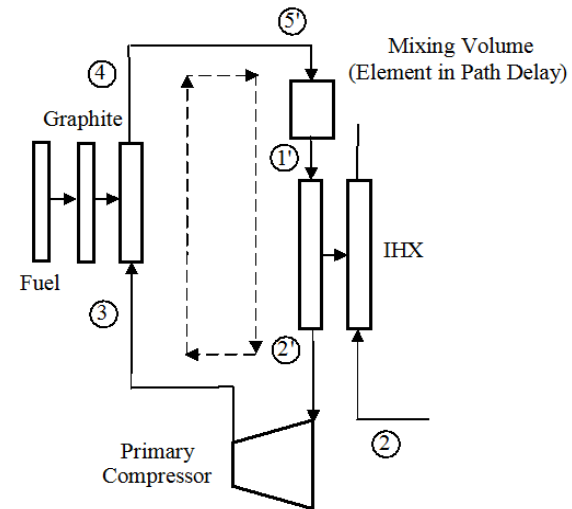 5'
Mixing Volume
(Element in Path Delay)
4
Graphite
1'
IHX
Fuel
3
2'
2
Primary
Compressor